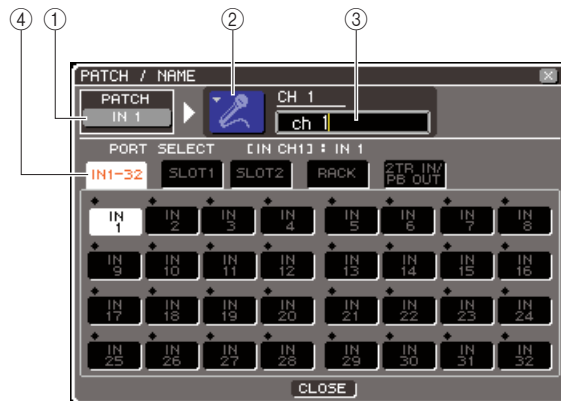 ④ ① ② ③
PATCH / NAME
PATCH
IN 1
CH 1
ch 1
PORT SELECT [IN CH1] : IN 1
IN1-32 SLOT1 SLOT2 RACK 2TR IN/
PB OUT
IN 1 IN 2 IN 3 IN 4 IN 5 IN 6 IN 7 IN 8
IN 9 IN 10 IN 11 IN 12 IN 13 IN 14 IN 15 IN 16
IN 17 IN 18 IN 19 IN 20 IN 21 IN 22 IN 23 IN 24
IN 25 IN 26 IN 27 IN 28 IN 29 IN 30 IN 31 IN 32
CLOSE